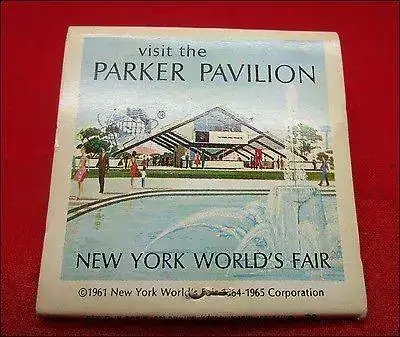 visit the
PARKER PAVILION
®
NEW YORK WORLD'S FAIR
©1961 New York World's Fair 1964-1965 Corporation